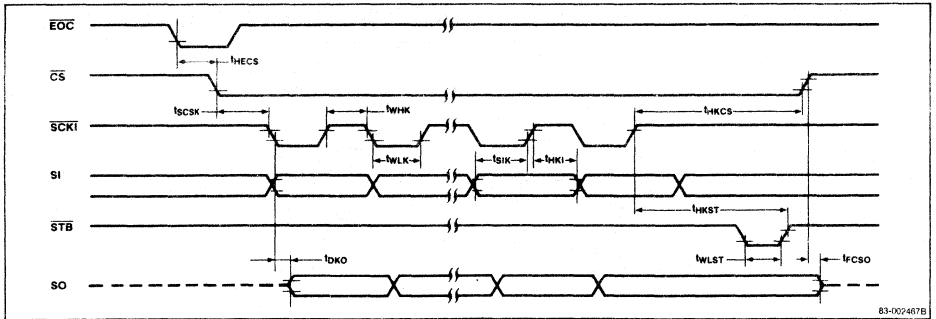 EOC
tHECS
CS
tSCSK
tWHK
tHKCS
SCKI
tWLK
tSIK
tHKI
SI
tHKST
STB
tDKO
tWLST
tFCSO
SO
83-002467B